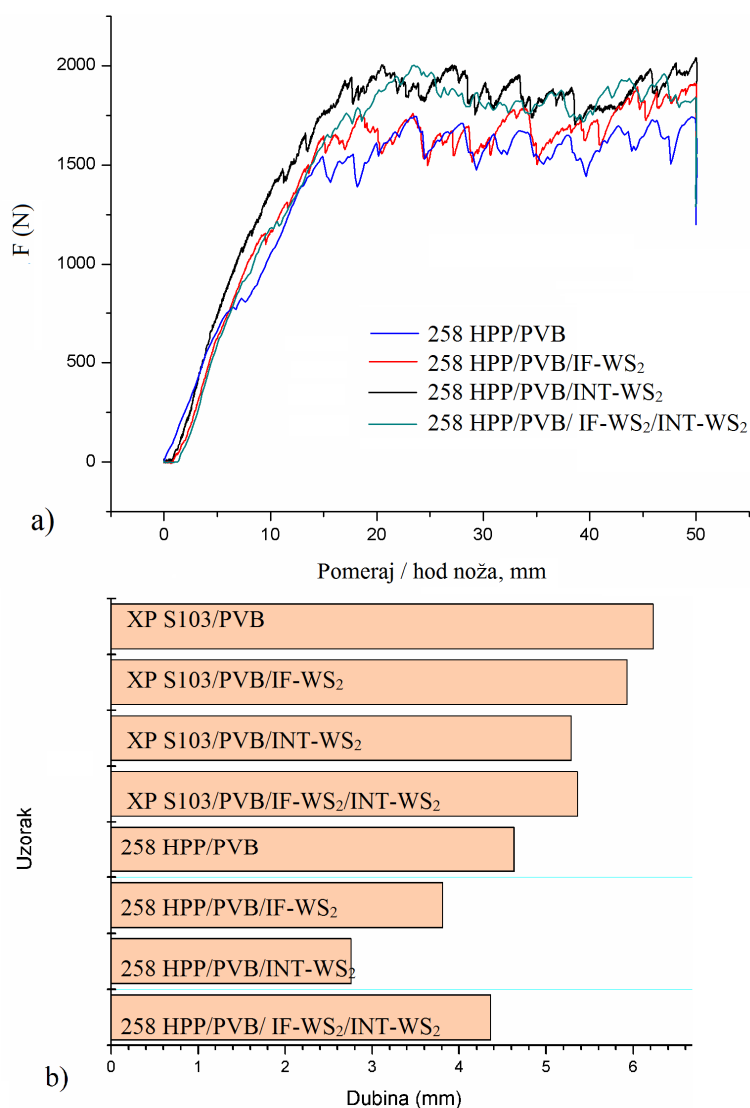 2000
1500
1000
500
0
F (N)
258 HPP/PVB
258 HPP/PVB/IF-WS₂
258 HPP/PVB/INT-WS₂
258 HPP/PVB/ IF-WS₂/INT-WS₂
a)
0 10 20 30 40 50
Pomeraj / hod noža, mm
XP S103/PVB
XP S103/PVB/IF-WS₂
XP S103/PVB/INT-WS₂
XP S103/PVB/IF-WS₂/INT-WS₂
258 HPP/PVB
258 HPP/PVB/IF-WS₂
258 HPP/PVB/INT-WS₂
258 HPP/PVB/ IF-WS₂/INT-WS₂
Uzorak
0 1 2 3 4 5 6
b)
Dubina (mm)